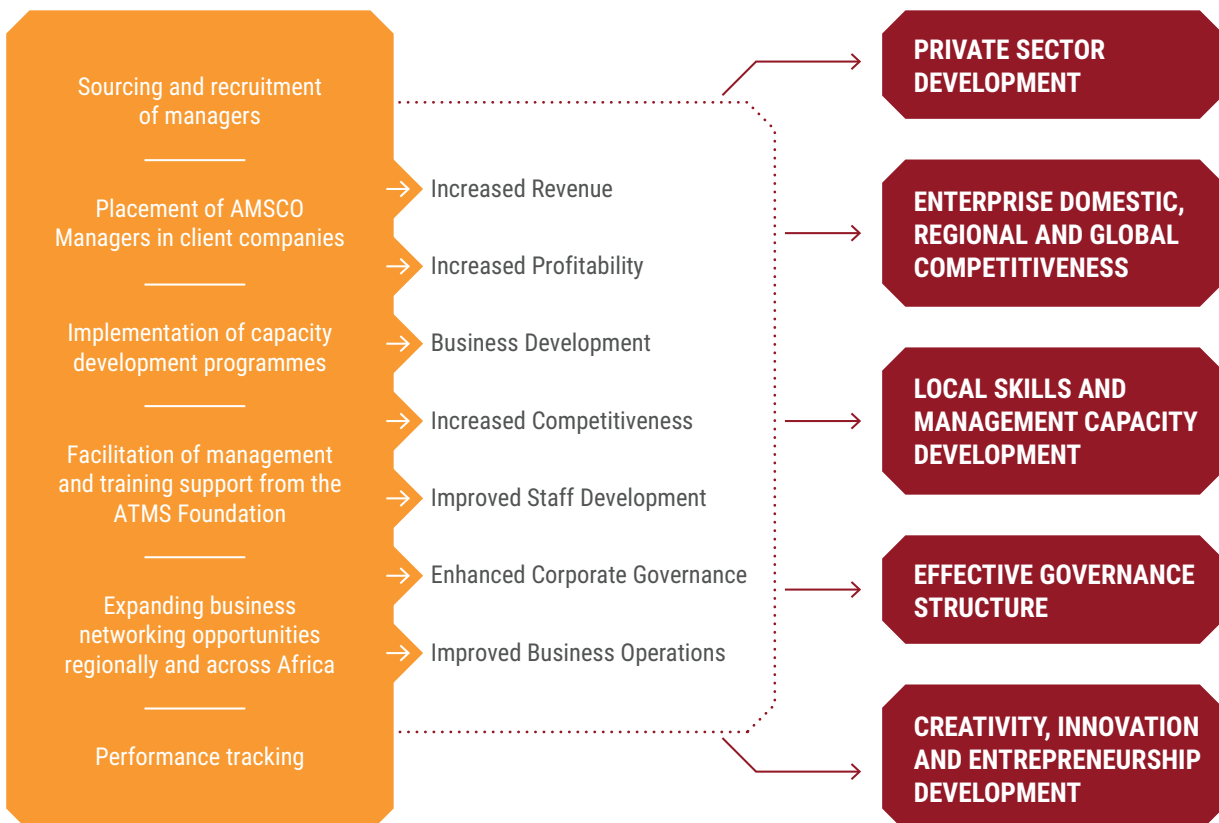 Sourcing and recruitment
of managers
Placement of AMSCO
Managers in client companies
Implementation of capacity
development programmes
Facilitation of management
and training support from the
ATMS Foundation
Expanding business
networking opportunities
regionally and across Africa
Performance tracking
Increased Revenue
Increased Profitability
Business Development
Increased Competitiveness
Improved Staff Development
Enhanced Corporate Governance
Improved Business Operations
PRIVATE SECTOR
DEVELOPMENT
ENTERPRISE DOMESTIC,
REGIONAL AND GLOBAL
COMPETITIVENESS
LOCAL SKILLS AND
MANAGEMENT CAPACITY
DEVELOPMENT
EFFECTIVE GOVERNANCE
STRUCTURE
CREATIVITY, INNOVATION
AND ENTREPRENEURSHIP
DEVELOPMENT